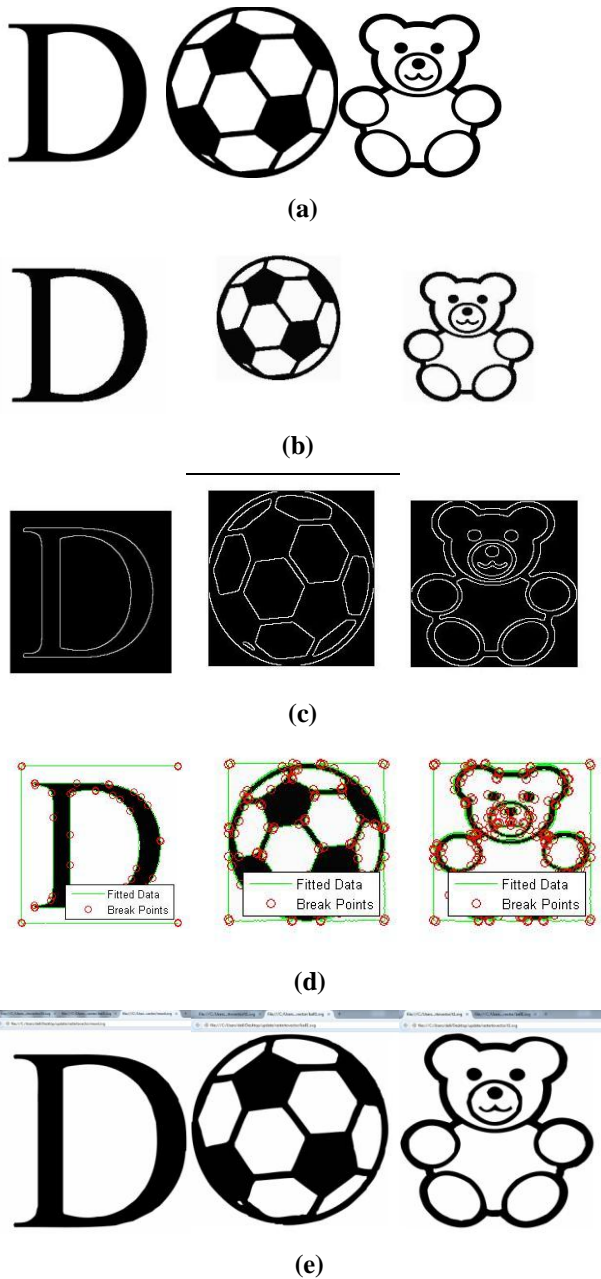 D
(a)
D
(b)
D
(c)
D
Fitted Data
Break Points
Fitted Data
Break Points
Fitted Data
Break Points
(d)
D
(e)